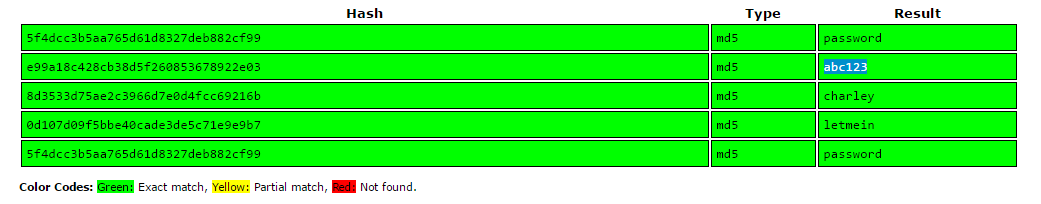 Hash Type Result
5f4dcc3b5aa765d61d8327deb882cf99 md5 password
e99a18c428cb38d5f260853678922e03 md5 abc123
8d3533d75ae2c3966d7e0d4fcc69216b md5 charley
0d107d09f5bbe40cade3de5c71e9e9b7 md5 letmein
5f4dcc3b5aa765d61d8327deb882cf99 md5 password
Color Codes: Green: Exact match, Yellow: Partial match, Red: Not found.